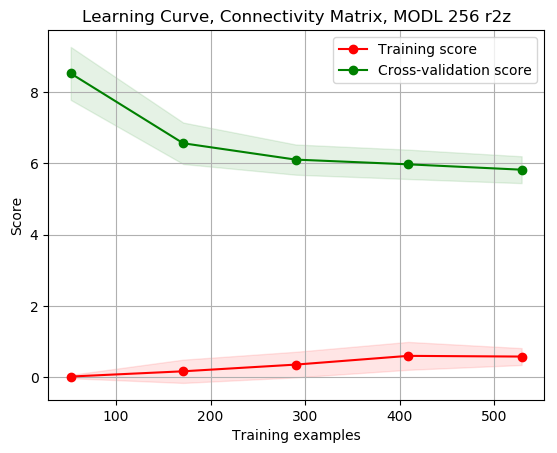 Learning Curve, Connectivity Matrix, MODL 256 r2z
Training score
Cross-validation score
8
6
4
2
0
Score
100
200
300
400
500
Training examples